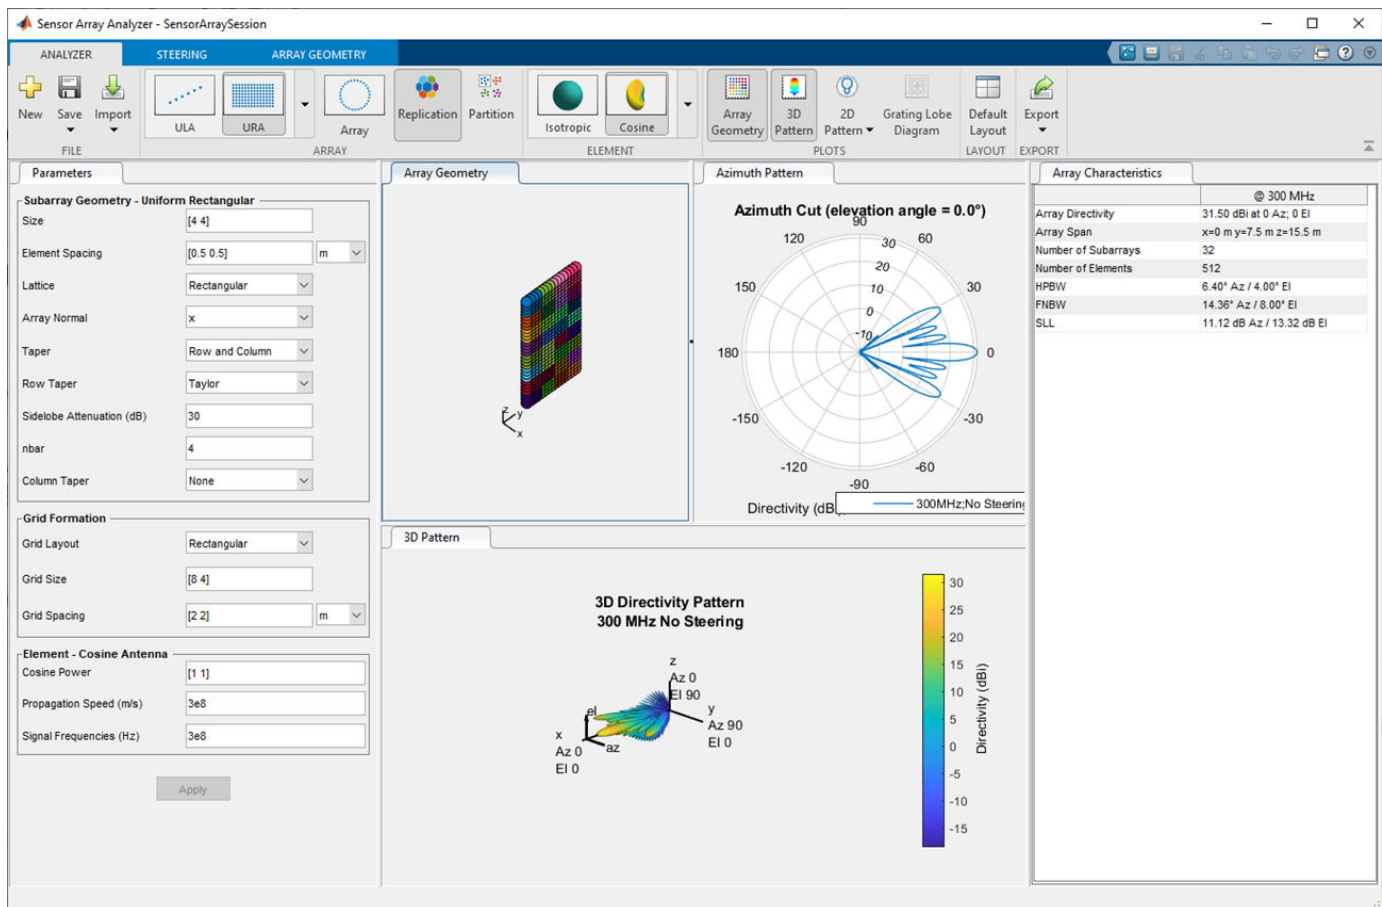 Sensor Array Analyzer - SensorArraySession
ANALYZER STEERING ARRAY GEOMETRY
New Save Import ULA URA Array Replication Partition Isotropic Cosine Array Geometry 3D Pattern 2D Pattern Grating Lobe Diagram Default Layout Export
FILE ARRAY ELEMENT PLOTS LAYOUT EXPORT
Parameters
Subarray Geometry - Uniform Rectangular
Size [4 4]
Element Spacing [0.5 0.5] m
Lattice Rectangular
Array Normal x
Taper Row and Column
Row Taper Taylor
Sidelobe Attenuation (dB) 30
nbar 4
Column Taper None
Grid Formation
Grid Layout Rectangular
Grid Size [8 4]
Grid Spacing [2 2] m
Element - Cosine Antenna
Cosine Power [1 1]
Propagation Speed (m/s) 3e8
Signal Frequencies (Hz) 3e8
Apply
Array Geometry
z
y
x
Azimuth Pattern
Azimuth Cut (elevation angle = 0.0°)
90
120 30 60
20
150 10 30
0
-10
180 0
-150 -30
-120 -60
-90
Directivity (dB
300MHz;No Steering
3D Pattern
3D Directivity Pattern
300 MHz No Steering
z
Az 0
El 90
el
y
x Az 90
az
Az 0 El 0
El 0
30
25
20
15
10
5
0
-5
-10
-15
Directivity (dBi)
Array Characteristics
@ 300 MHz
Array Directivity 31.50 dBi at 0 Az; 0 El
Array Span x=0 m y=7.5 m z=15.5 m
Number of Subarrays 32
Number of Elements 512
HPBW 6.40° Az / 4.00° El
FNBW 14.36° Az / 8.00° El
SLL 11.12 dB Az / 13.32 dB El